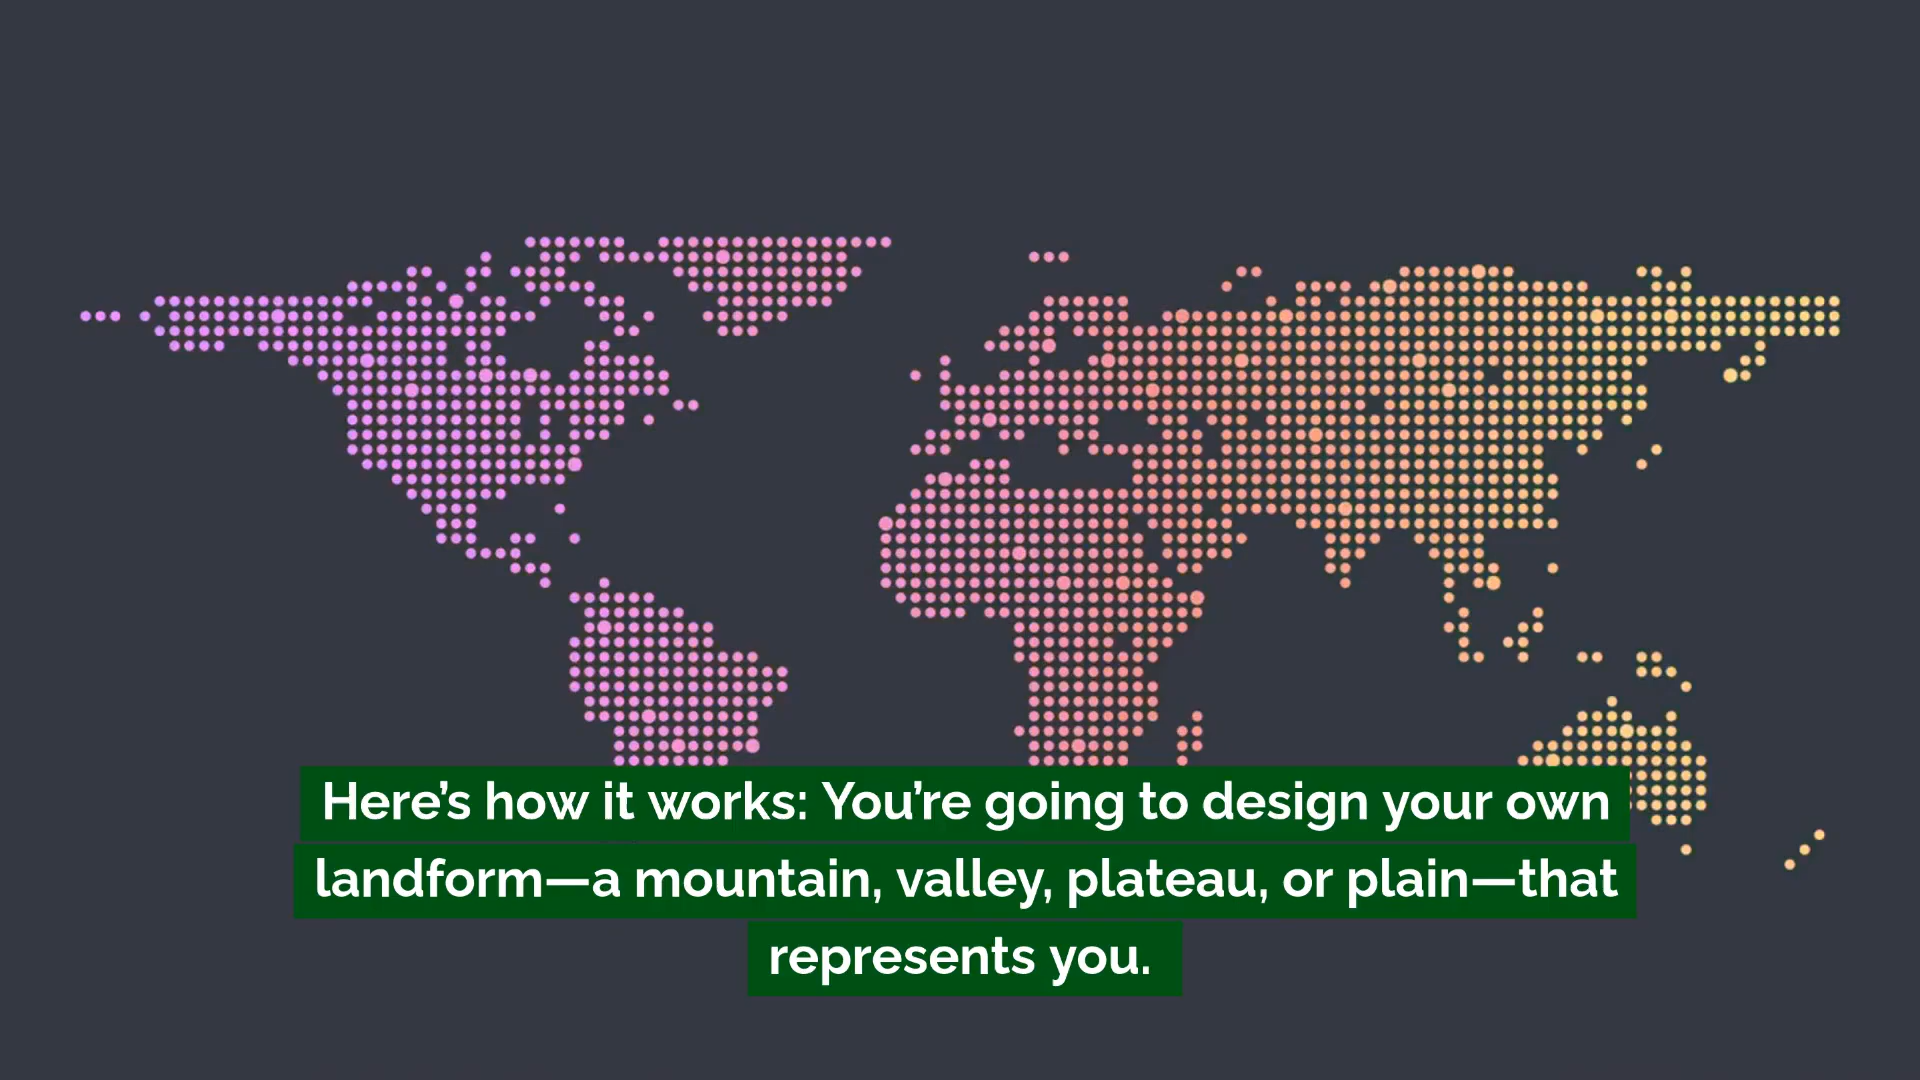 Here’s how it works: You’re going to design your own
landform—a mountain, valley, plateau, or plain—that
represents you.